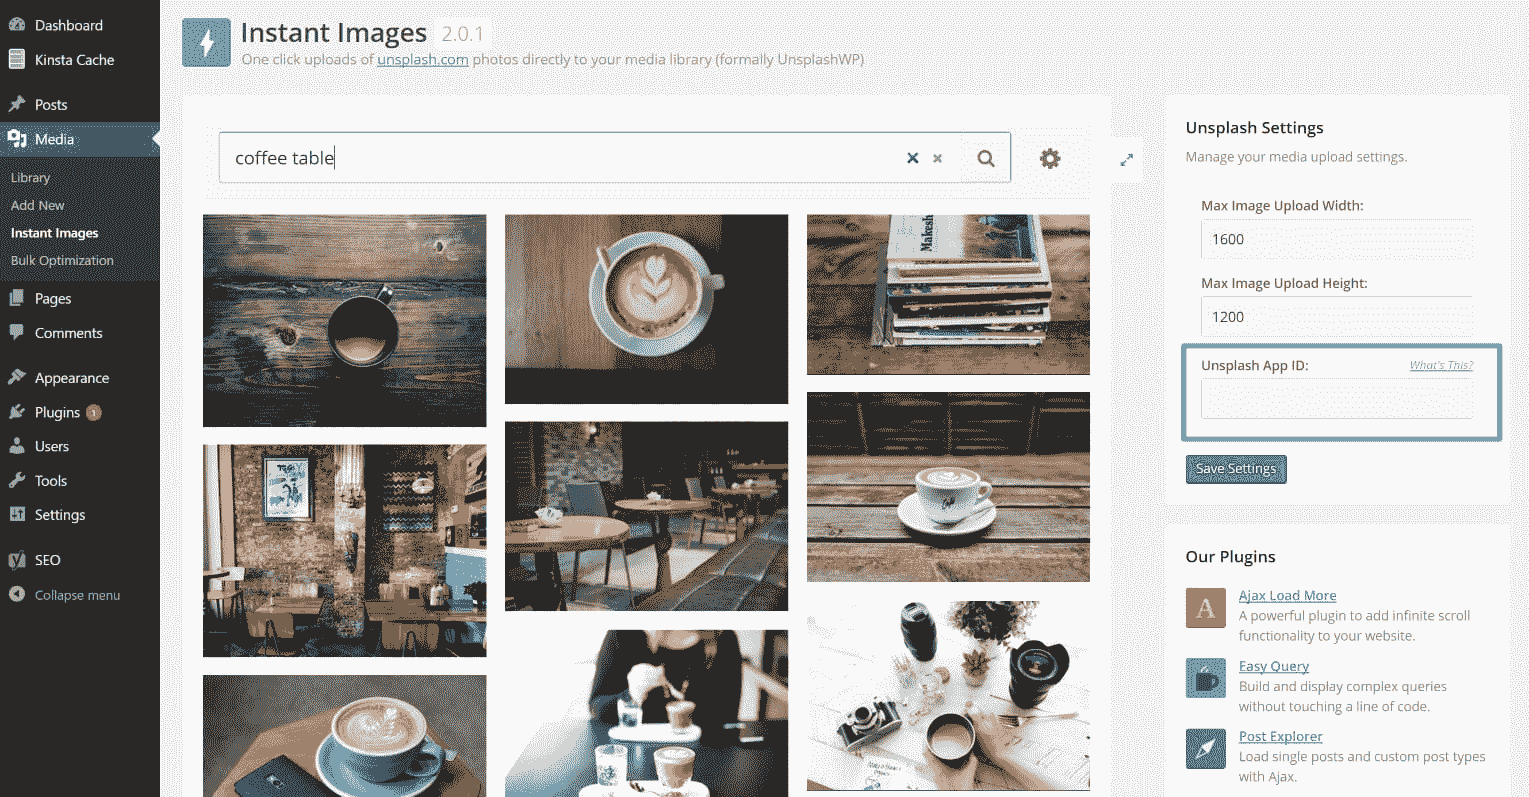 Dashboard
Kinsta Cache
Posts
Media
Library
Add New
Instant Images
Bulk Optimization
Pages
Comments
Appearance
Plugins 1
Users
Tools
Settings
SEO
Collapse menu
Instant Images 2.0.1
One click uploads of unsplash.com photos directly to your media library (formally UnsplashWP)
coffee table
Makesh
Unsplash Settings
Manage your media upload settings.
Max Image Upload Width:
1600
Max Image Upload Height:
1200
Unsplash App ID: What's This?
Save Settings
Our Plugins
Ajax Load More
A powerful plugin to add infinite scroll
functionality to your website.
Easy Query
Build and display complex queries
without touching a line of code.
Post Explorer
Load single posts and custom post types
with Ajax.